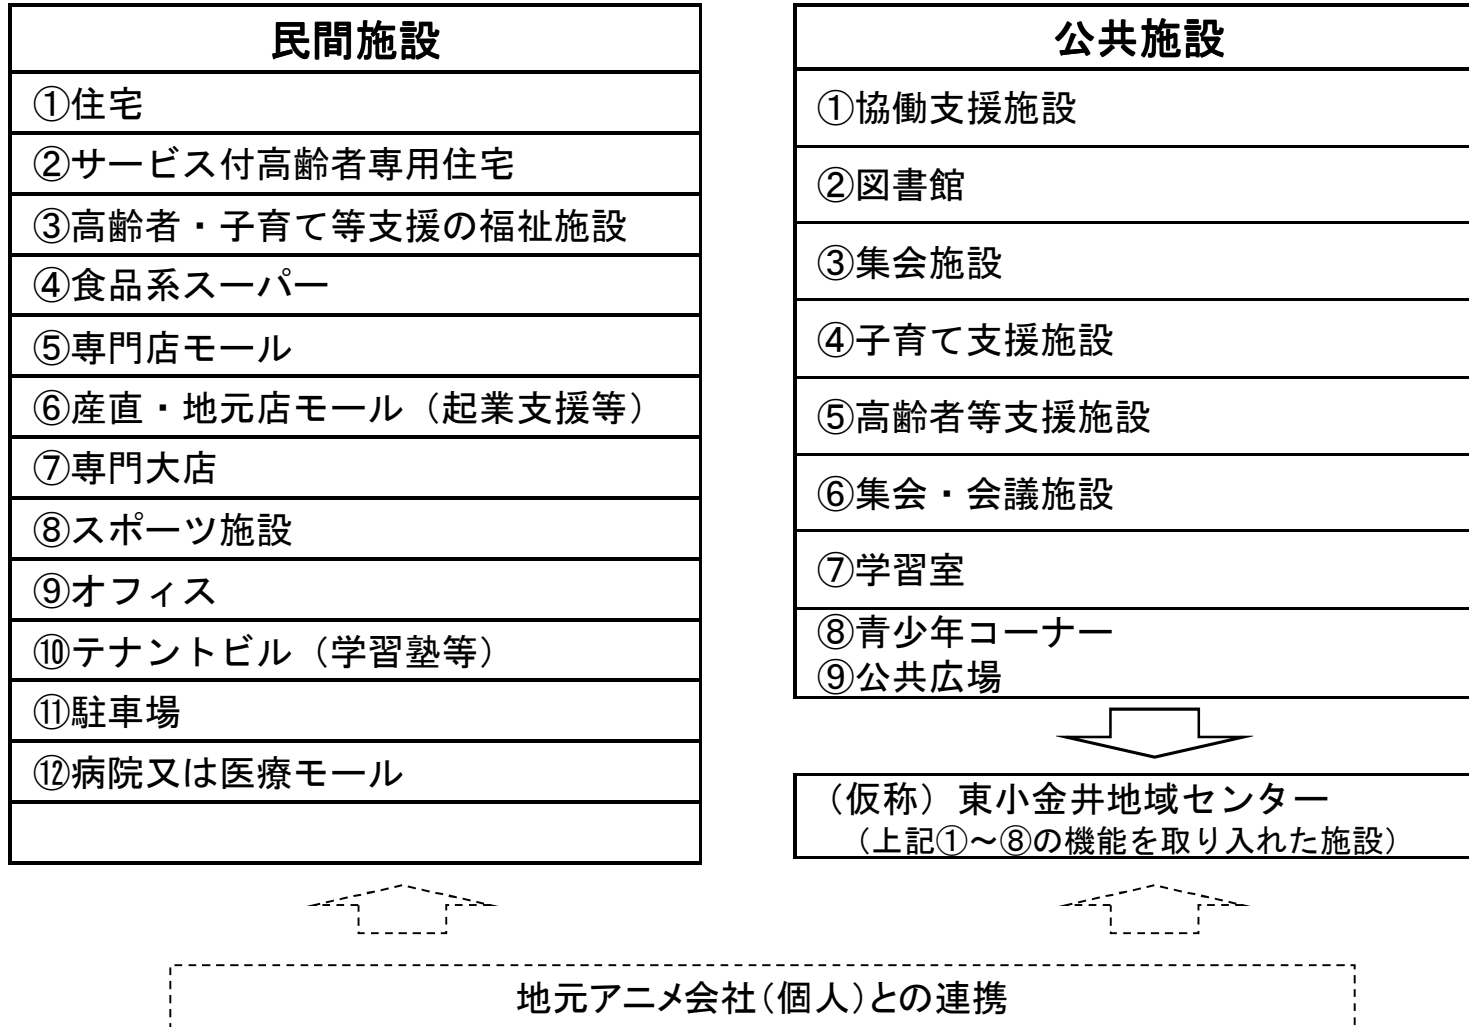 民間施設
①住宅
②サービス付高齢者専用住宅
③高齢者・子育て等支援の福祉施設
④食品系スーパー
⑤専門店モール
⑥産直・地元店モール（起業支援等）
⑦専門大店
⑧スポーツ施設
⑨オフィス
⑩テナントビル（学習塾等）
⑪駐車場
⑫病院又は医療モール
公共施設
①協働支援施設
②図書館
③集会施設
④子育て支援施設
⑤高齢者等支援施設
⑥集会・会議施設
⑦学習室
⑧青少年コーナー
⑨公共広場
（仮称）東小金井地域センター
（上記①～⑧の機能を取り入れた施設）
地元アニメ会社（個人）との連携